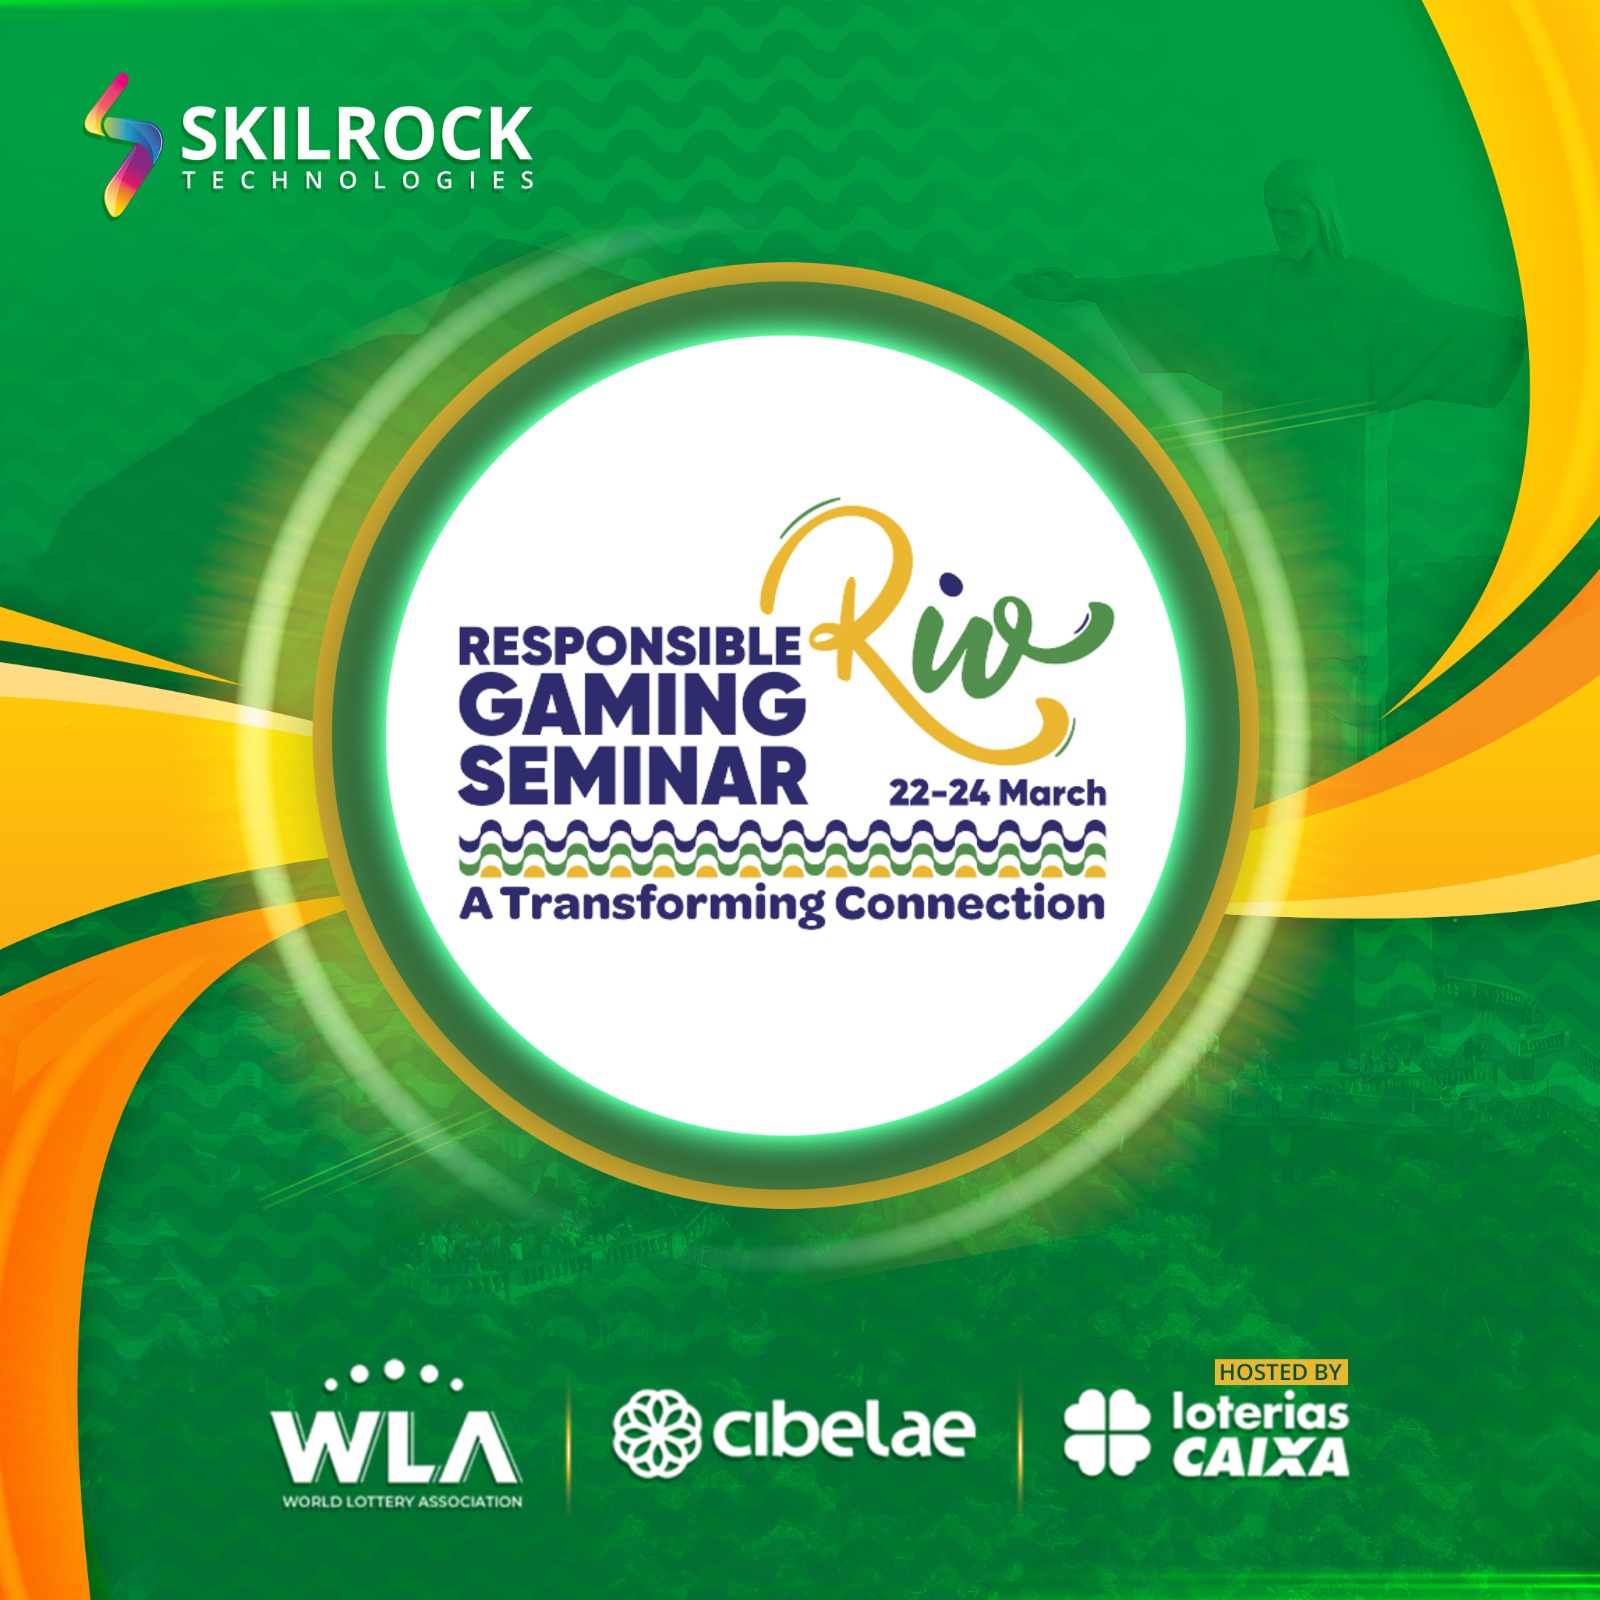 SKILROCK
TECHNOLOGIES
Rio
RESPONSIBLE
GAMING
SEMINAR
22-24 March
A Transforming Connection
WLA
WORLD LOTTERY ASSOCIATION
cibelae
HOSTED BY
loterias
CAIXA